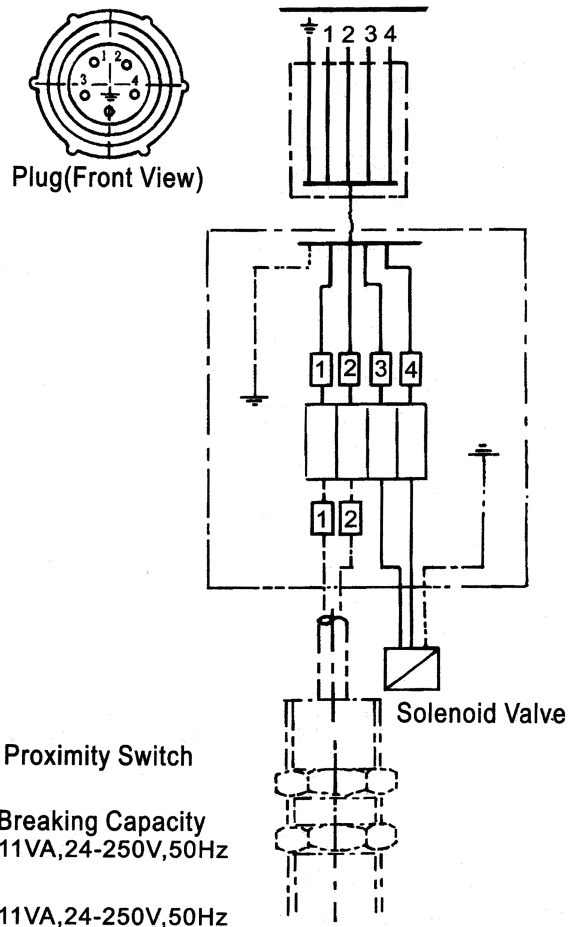 1 2
3 4
Plug(Front View)
1 2 3 4
1 2 3 4
1 2
Solenoid Valve
Proximity Switch
Breaking Capacity
11VA,24-250V,50Hz
11VA,24-250V,50Hz